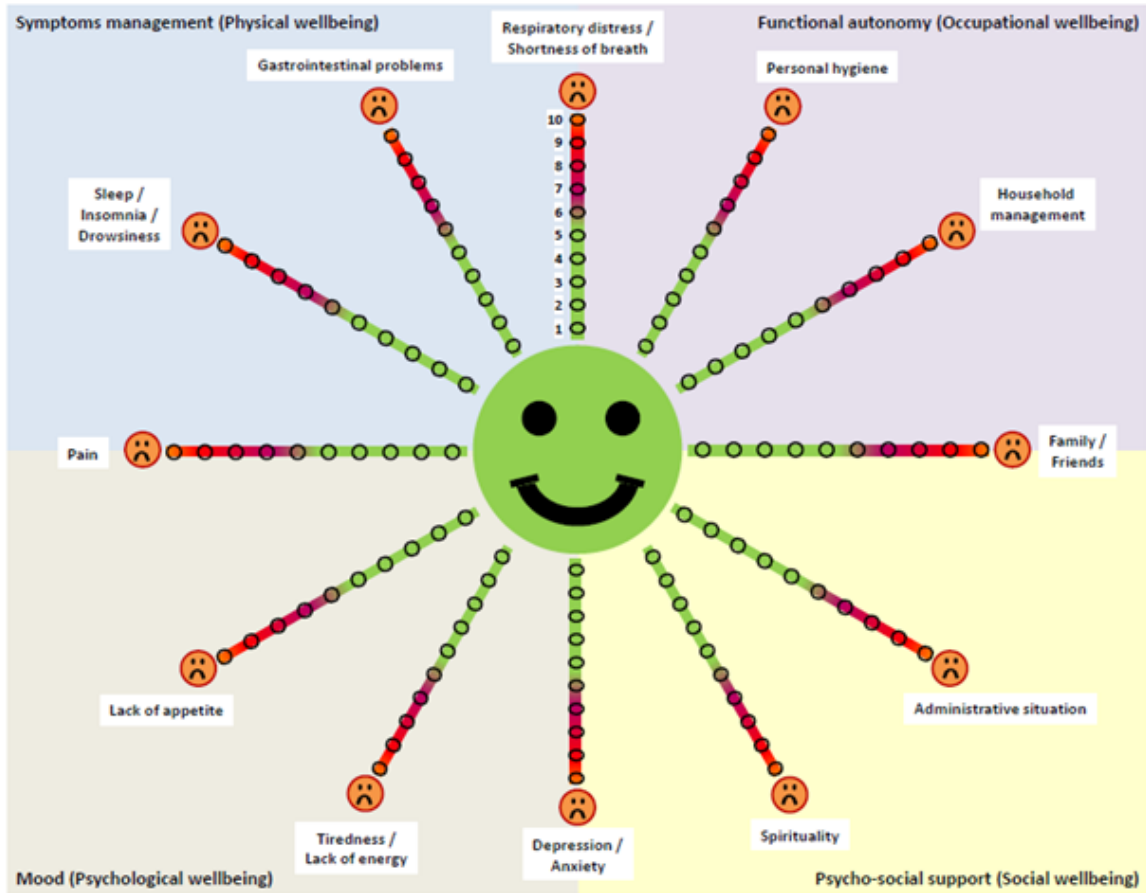 Symptoms management (Physical wellbeing)
Functional autonomy (Occupational wellbeing)
Respiratory distress /
Shortness of breath
Gastrointestinal problems
Personal hygiene
10
9
8
7
6
5
4
3
2
1
Sleep /
Insomnia /
Drowsiness
Household
management
Pain
Family /
Friends
Lack of appetite
Administrative situation
Tiredness /
Lack of energy
Depression /
Anxiety
Spirituality
Mood (Psychological wellbeing)
Psycho-social support (Social wellbeing)